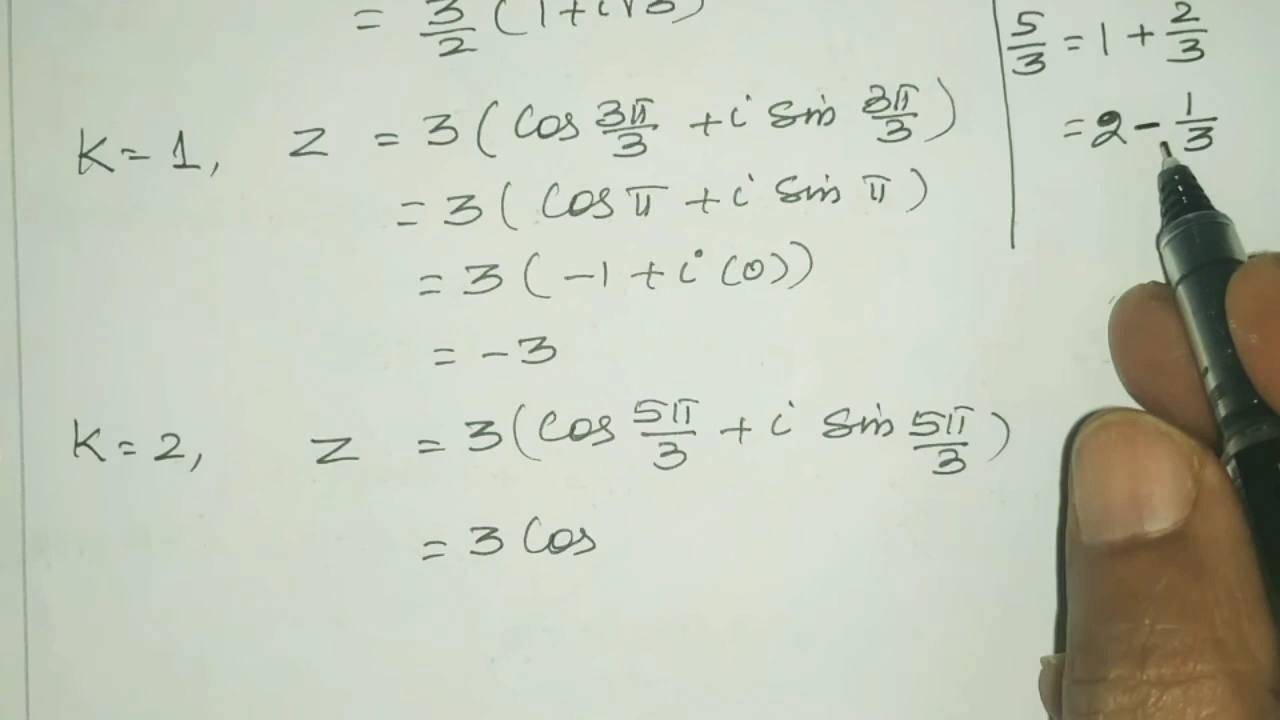 = 3/2 (1+i√3)
K=1, Z = 3(Cos 3π/3 +i Sin 3π/3)
= 3(Cos π +i Sin π)
= 3(-1 +i(0))
= -3
K=2, Z = 3(Cos 5π/3 +i Sin 5π/3)
= 3 Cos
5/3 = 1 + 2/3
= 2 - 1/3